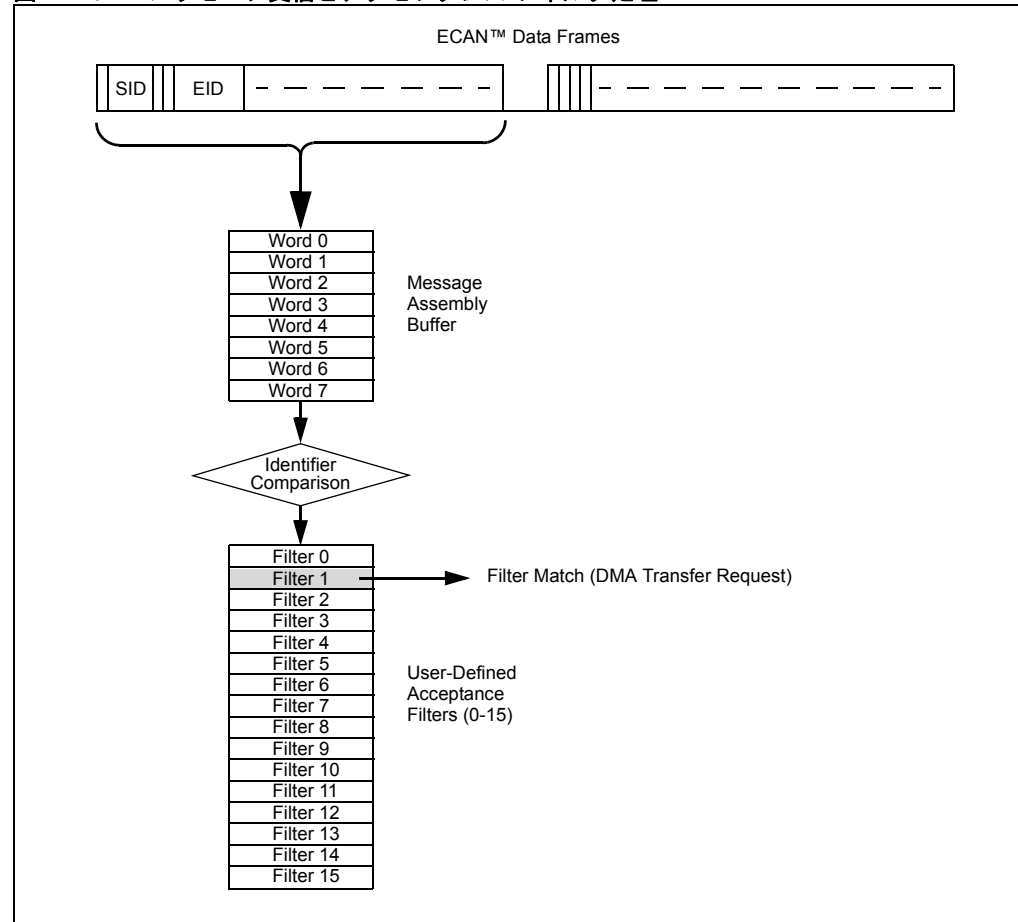 ECAN™ Data Frames
SID
EID
Word 0
Word 1
Word 2
Word 3
Word 4
Word 5
Word 6
Word 7
Message
Assembly
Buffer
Identifier
Comparison
Filter 0
Filter 1
Filter 2
Filter 3
Filter 4
Filter 5
Filter 6
Filter 7
Filter 8
Filter 9
Filter 10
Filter 11
Filter 12
Filter 13
Filter 14
Filter 15
Filter Match (DMA Transfer Request)
User-Defined
Acceptance
Filters (0-15)